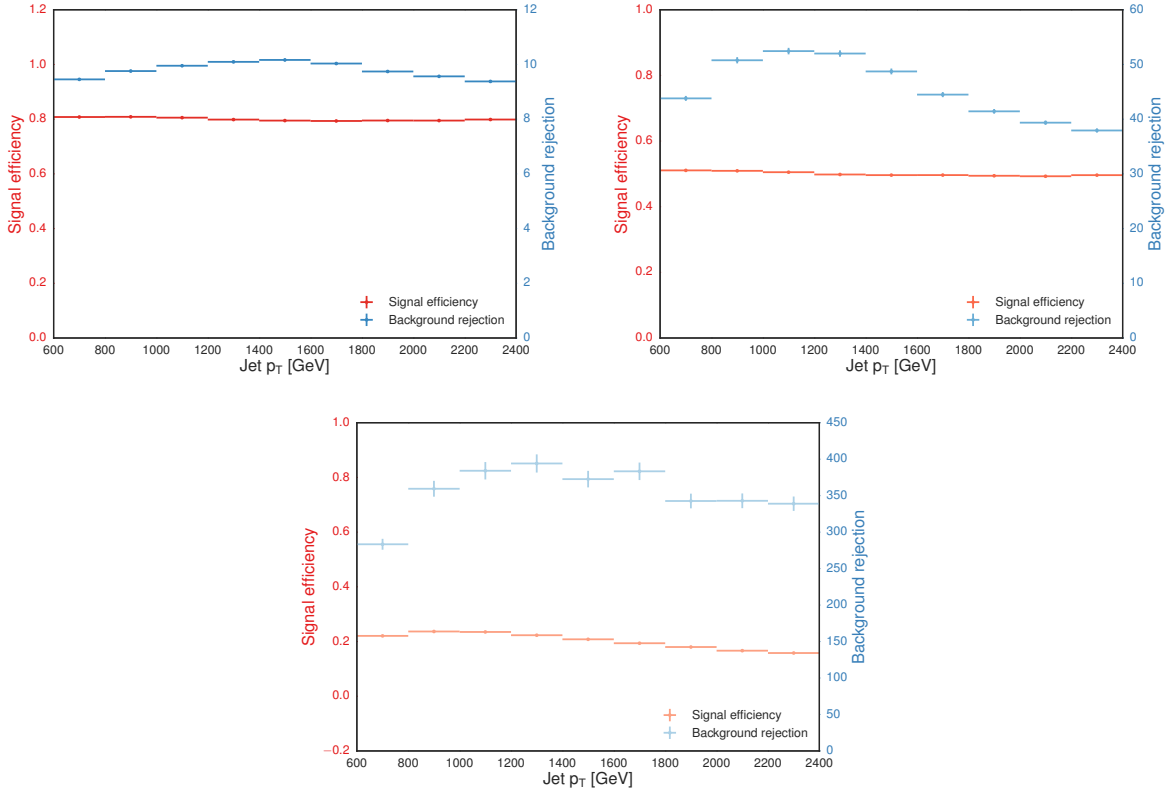 1.2
1.0
0.8
0.6
0.4
0.2
0.0
Signal efficiency
12
10
8
6
4
2
0
Background rejection
Signal efficiency
Background rejection
600 800 1000 1200 1400 1600 1800 2000 2200 2400
Jet pT [GeV]
1.0
0.8
0.6
0.4
0.2
0.0
Signal efficiency
60
50
40
30
20
10
0
Background rejection
Signal efficiency
Background rejection
600 800 1000 1200 1400 1600 1800 2000 2200 2400
Jet pT [GeV]
1.0
0.8
0.6
0.4
0.2
0.0
−0.2
Signal efficiency
450
400
350
300
250
200
150
100
50
0
Background rejection
Signal efficiency
Background rejection
600 800 1000 1200 1400 1600 1800 2000 2200 2400
Jet pT [GeV]